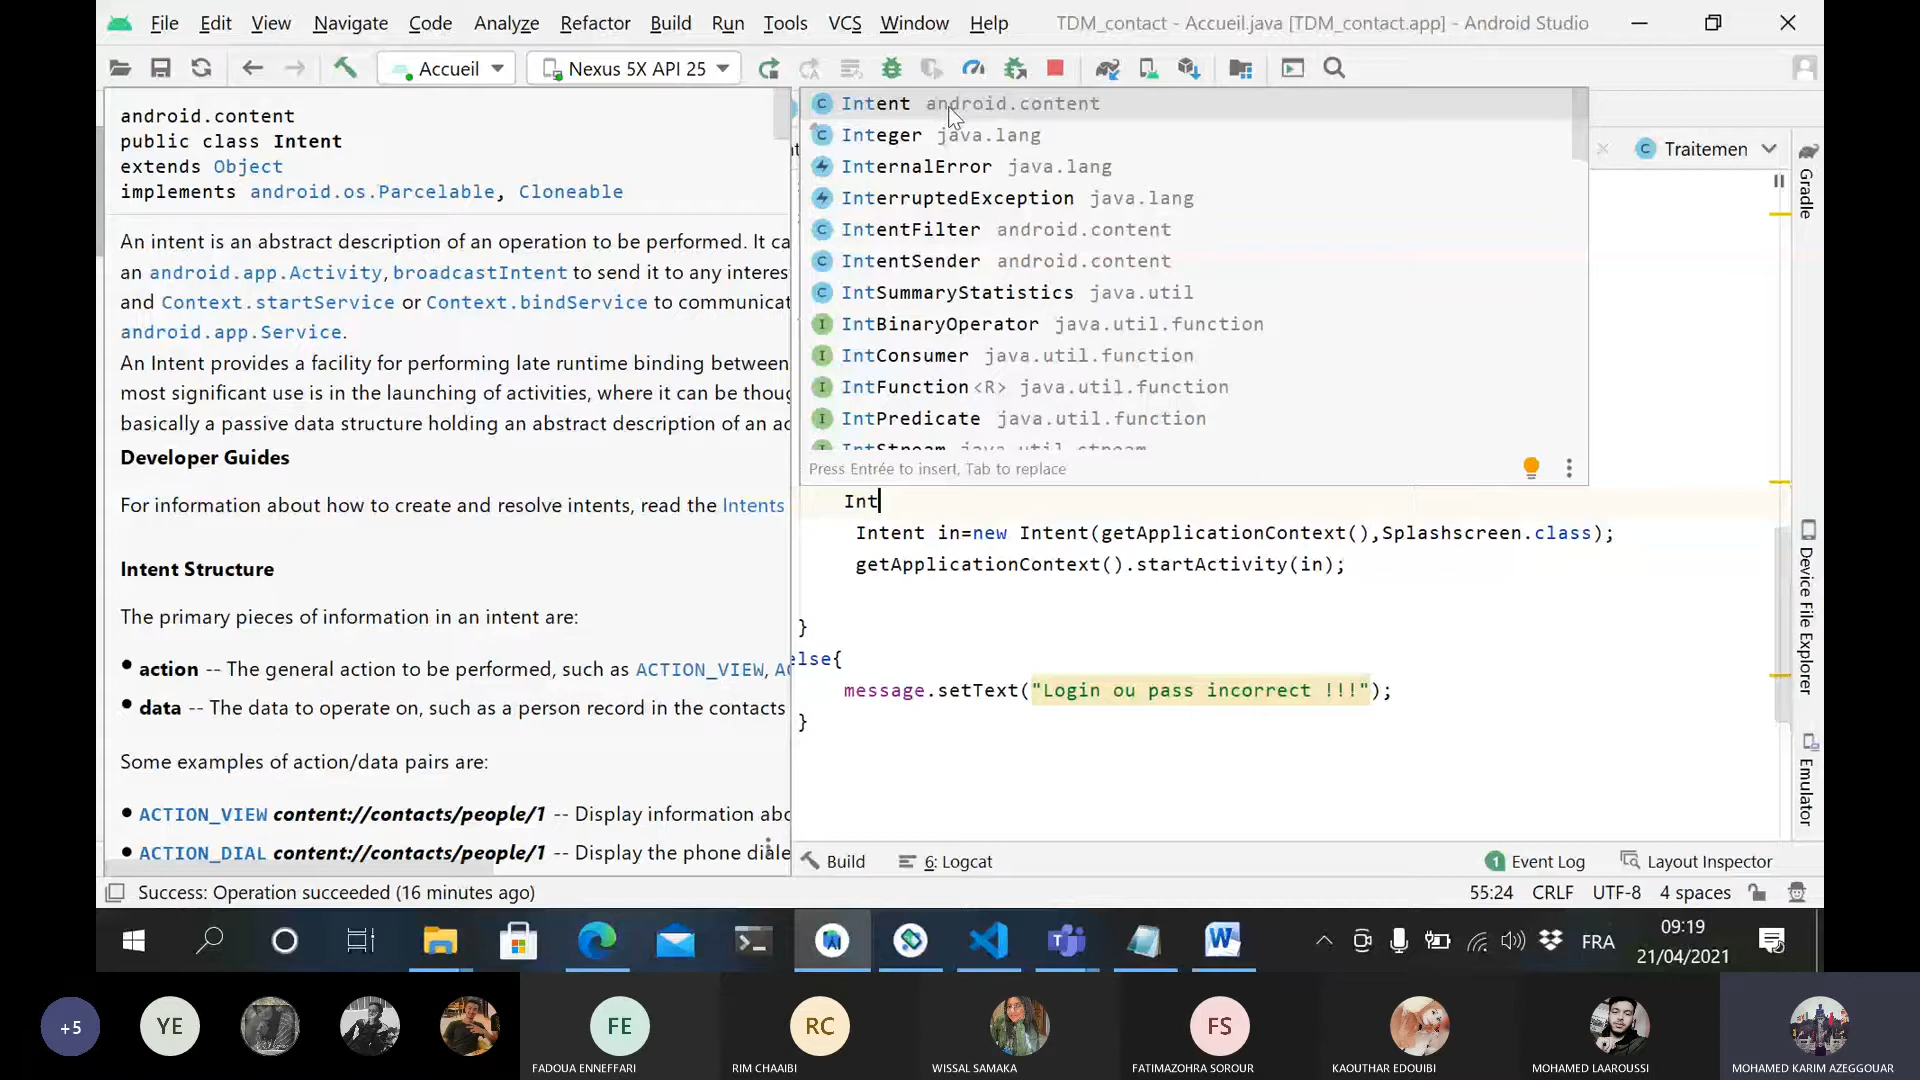 File Edit View Navigate Code Analyze Refactor Build Run Tools VCS Window Help TDM_contact - Accueil.java [TDM_contact.app] - Android Studio
Accueil Nexus 5X API 25
android.content
public class Intent
extends Object
implements android.os.Parcelable, Cloneable
An intent is an abstract description of an operation to be performed. It ca
an android.app.Activity, broadcastIntent to send it to any interes
and Context.startService or Context.bindService to communicat
android.app.Service.
An Intent provides a facility for performing late runtime binding between
most significant use is in the launching of activities, where it can be thoug
basically a passive data structure holding an abstract description of an ac
Developer Guides
For information about how to create and resolve intents, read the Intents
Intent Structure
The primary pieces of information in an intent are:
• action -- The general action to be performed, such as ACTION_VIEW, AC
• data -- The data to operate on, such as a person record in the contacts
Some examples of action/data pairs are:
• ACTION_VIEW content://contacts/people/1 -- Display information abo
• ACTION_DIAL content://contacts/people/1 -- Display the phone diale
Intent android.content
Integer java.lang
InternalError java.lang
InterruptedException java.lang
IntentFilter android.content
IntentSender android.content
IntSummaryStatistics java.util
IntBinaryOperator java.util.function
IntConsumer java.util.function
IntFunction<R> java.util.function
IntPredicate java.util.function
IntStream java.util.stream
Press Entrée to insert, Tab to replace
Traitemen
Int
Intent in=new Intent(getApplicationContext(),Splashscreen.class);
getApplicationContext().startActivity(in);
}
else{
message.setText("Login ou pass incorrect !!!");
}
Gradle
Device File Explorer
Emulator
Build 6: Logcat 1 Event Log Layout Inspector
Success: Operation succeeded (16 minutes ago) 55:24 CRLF UTF-8 4 spaces
FRA
09:19
21/04/2021
+5 YE FE RC FS
FADOUA ENNEFFARI RIM CHAAIBI WISSAL SAMAKA FATIMAZOHRA SOROUR KAOUTHAR EDOUIBI MOHAMED LAAROUSSI MOHAMED KARIM AZEGGOUAR